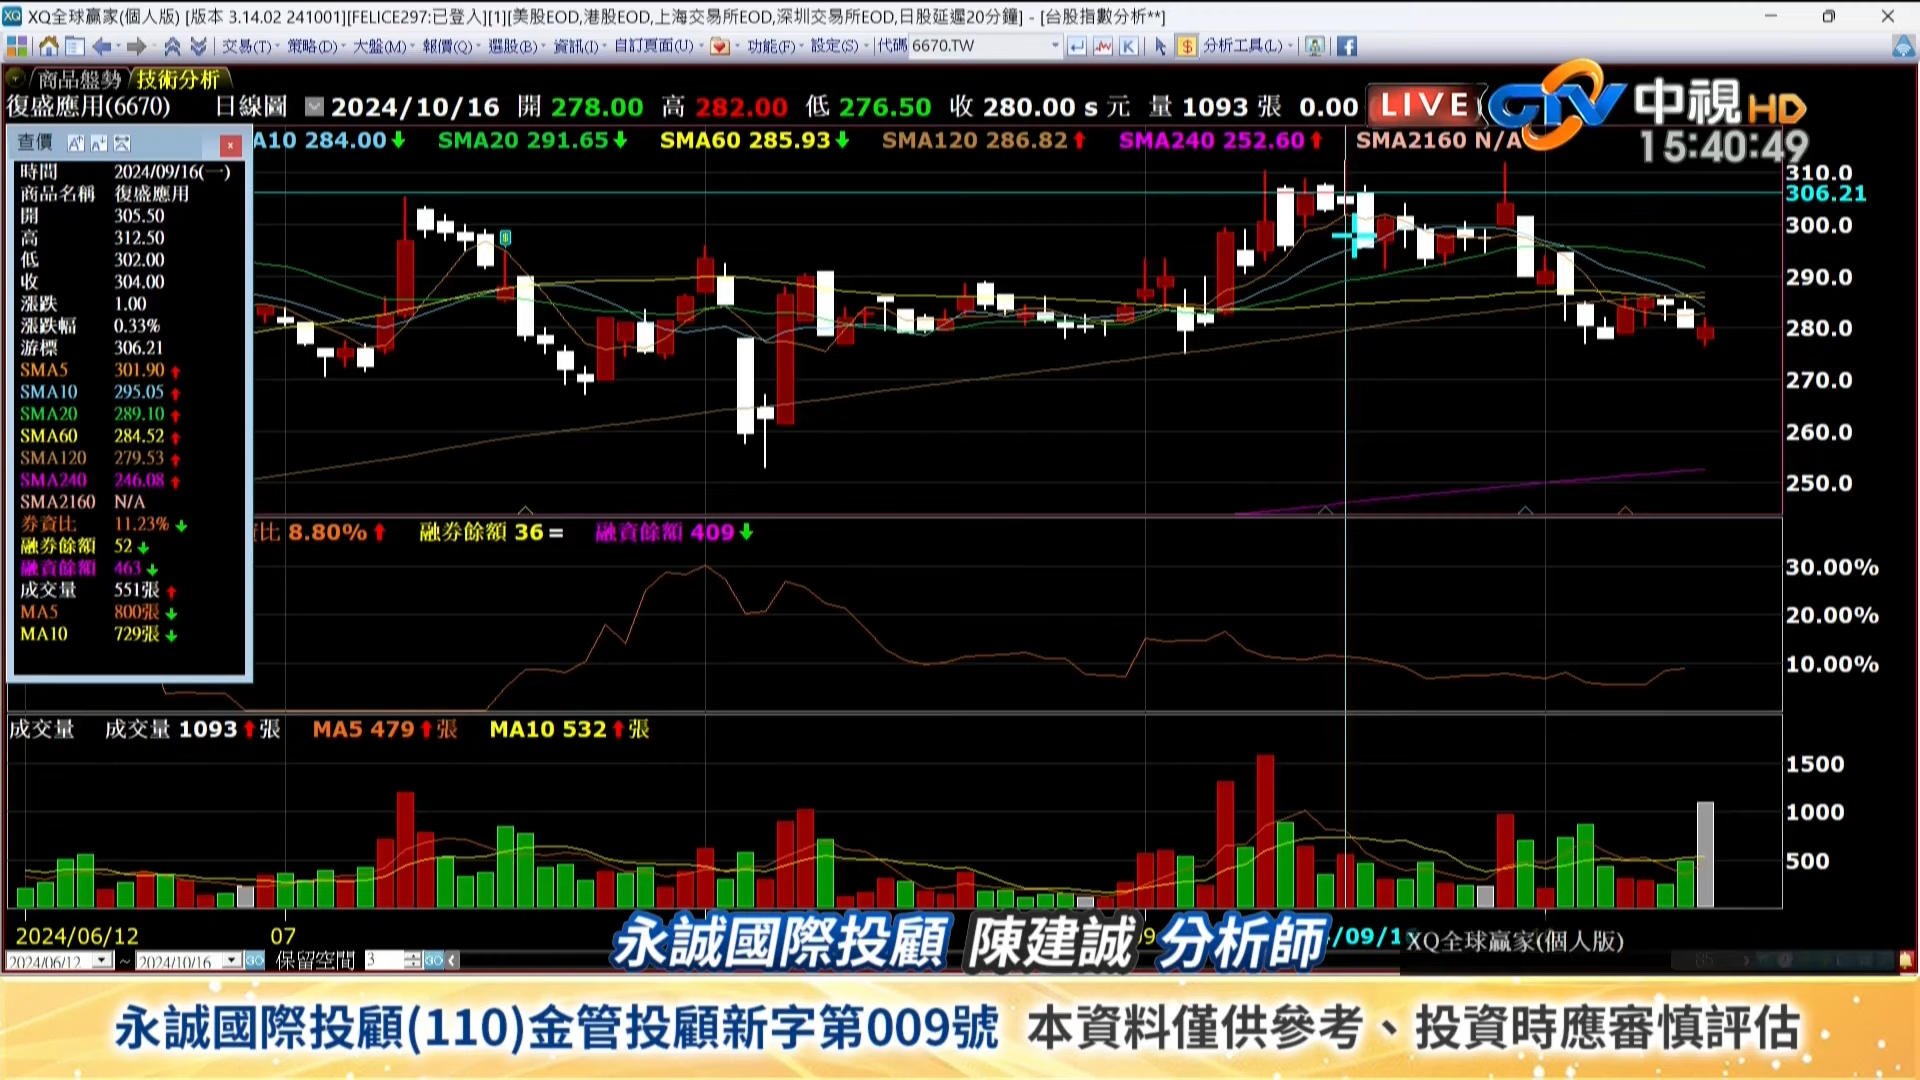 XQ全球贏家(個人版) [版本 3.14.02 241001][FELICE297:已登入][1][美股EOD,港股EOD,上海交易所EOD,深圳交易所EOD,日股延遲20分鐘] - [台股指數分析**]
交易(T) 策略(D) 大盤(M) 報價(Q) 選股(B) 資訊(I) 自訂頁面(U) 功能(F) 設定(S) 代碼 6670.TW K $ 分析工具(L)
商品盤勢 技術分析
復盛應用(6670) 日線圖 2024/10/16 開 278.00 高 282.00 低 276.50 收 280.00 s 元 量 1093 張 0.00
LIVE CTV 中視 HD
15:40:49
A10 284.00 SMA20 291.65 SMA60 285.93 SMA120 286.82 SMA240 252.60 SMA2160 N/A
查價
時間 2024/09/16(一)
商品名稱 復盛應用
開 305.50
高 312.50
低 302.00
收 304.00
漲跌 1.00
漲跌幅 0.33%
游標 306.21
SMA5 301.90
SMA10 295.05
SMA20 289.10
SMA60 284.52
SMA120 279.53
SMA240 246.08
SMA2160 N/A
券資比 11.23%
融券餘額 52
融資餘額 463
成交量 551張
MA5 800張
MA10 729張
310.0
306.21
300.0
290.0
280.0
270.0
260.0
250.0
比 8.80% 融券餘額 36 = 融資餘額 409
30.00%
20.00%
10.00%
成交量 成交量 1093 張 MA5 479 張 MA10 532 張
1500
1000
500
2024/06/12 07 09 /09/1
永誠國際投顧 陳建誠 分析師
XQ全球贏家(個人版)
2024/06/12 ~ 2024/10/16 GO 保留空間 3 GO
永誠國際投顧(110)金管投顧新字第009號 本資料僅供參考、投資時應審慎評估